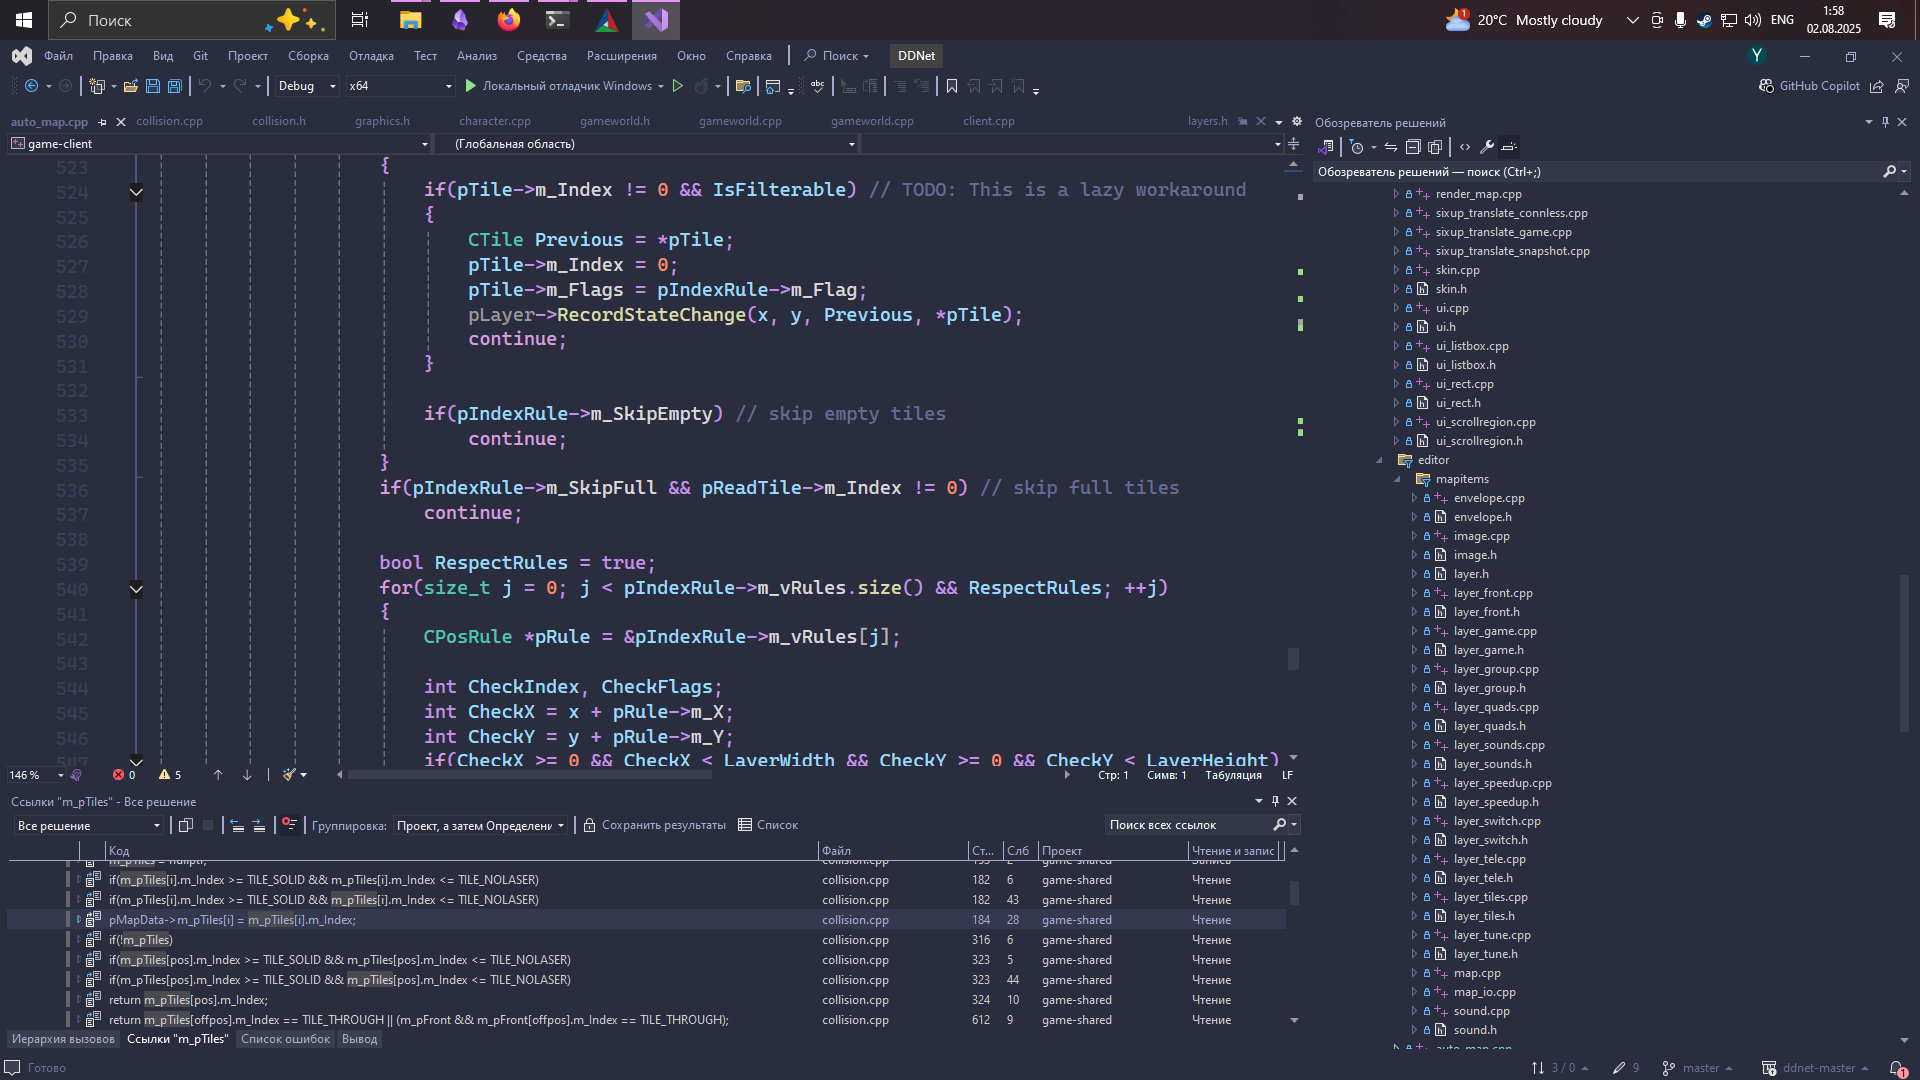 Поиск
20°C Mostly cloudy
ENG
1:58
02.08.2025
Файл Правка Вид Git Проект Сборка Отладка Тест Анализ Средства Расширения Окно Справка Поиск DDNet
Y
Debug x64 Локальный отладчик Windows GitHub Copilot
auto_map.cpp collision.cpp collision.h graphics.h character.cpp gameworld.h gameworld.cpp gameworld.cpp client.cpp layers.h
game-client (Глобальная область)
523 {
524 if(pTile->m_Index != 0 && IsFilterable) // TODO: This is a lazy workaround
525 {
526 CTile Previous = *pTile;
527 pTile->m_Index = 0;
528 pTile->m_Flags = pIndexRule->m_Flag;
529 pLayer->RecordStateChange(x, y, Previous, *pTile);
530 continue;
531 }
532
533 if(pIndexRule->m_SkipEmpty) // skip empty tiles
534 continue;
535 }
536 if(pIndexRule->m_SkipFull && pReadTile->m_Index != 0) // skip full tiles
537 continue;
538
539 bool RespectRules = true;
540 for(size_t j = 0; j < pIndexRule->m_vRules.size() && RespectRules; ++j)
541 {
542 CPosRule *pRule = &pIndexRule->m_vRules[j];
543
544 int CheckIndex, CheckFlags;
545 int CheckX = x + pRule->m_X;
546 int CheckY = y + pRule->m_Y;
547 if(CheckX >= 0 && CheckX < LayerWidth && CheckY >= 0 && CheckY < LayerHeight)
146 % 0 5 Стр: 1 Симв: 1 Табуляция LF
Ссылки "m_pTiles" - Все решение
Все решение Группировка: Проект, а затем Определени Сохранить результаты Список Поиск всех ссылок
Код Файл Ст... Слб Проект Чтение и запис
m_pTiles = nullptr; collision.cpp 153 2 game-shared Запись
if(m_pTiles[i].m_Index >= TILE_SOLID && m_pTiles[i].m_Index <= TILE_NOLASER) collision.cpp 182 6 game-shared Чтение
if(m_pTiles[i].m_Index >= TILE_SOLID && m_pTiles[i].m_Index <= TILE_NOLASER) collision.cpp 182 43 game-shared Чтение
pMapData->m_pTiles[i] = m_pTiles[i].m_Index; collision.cpp 184 28 game-shared Чтение
if(!m_pTiles) collision.cpp 316 6 game-shared Чтение
if(m_pTiles[pos].m_Index >= TILE_SOLID && m_pTiles[pos].m_Index <= TILE_NOLASER) collision.cpp 323 5 game-shared Чтение
if(m_pTiles[pos].m_Index >= TILE_SOLID && m_pTiles[pos].m_Index <= TILE_NOLASER) collision.cpp 323 44 game-shared Чтение
return m_pTiles[pos].m_Index; collision.cpp 324 10 game-shared Чтение
return m_pTiles[offpos].m_Index == TILE_THROUGH || (m_pFront && m_pFront[offpos].m_Index == TILE_THROUGH); collision.cpp 612 9 game-shared Чтение
Иерархия вызовов Ссылки "m_pTiles" Список ошибок Вывод
Обозреватель решений
Обозреватель решений — поиск (Ctrl+;)
render_map.cpp
sixup_translate_connless.cpp
sixup_translate_game.cpp
sixup_translate_snapshot.cpp
skin.cpp
skin.h
ui.cpp
ui.h
ui_listbox.cpp
ui_listbox.h
ui_rect.cpp
ui_rect.h
ui_scrollregion.cpp
ui_scrollregion.h
editor
mapitems
envelope.cpp
envelope.h
image.cpp
image.h
layer.h
layer_front.cpp
layer_front.h
layer_game.cpp
layer_game.h
layer_group.cpp
layer_group.h
layer_quads.cpp
layer_quads.h
layer_sounds.cpp
layer_sounds.h
layer_speedup.cpp
layer_speedup.h
layer_switch.cpp
layer_switch.h
layer_tele.cpp
layer_tele.h
layer_tiles.cpp
layer_tiles.h
layer_tune.cpp
layer_tune.h
map.cpp
map_io.cpp
sound.cpp
sound.h
auto_map.cpp
Готово 3 / 0 9 master ddnet-master 1